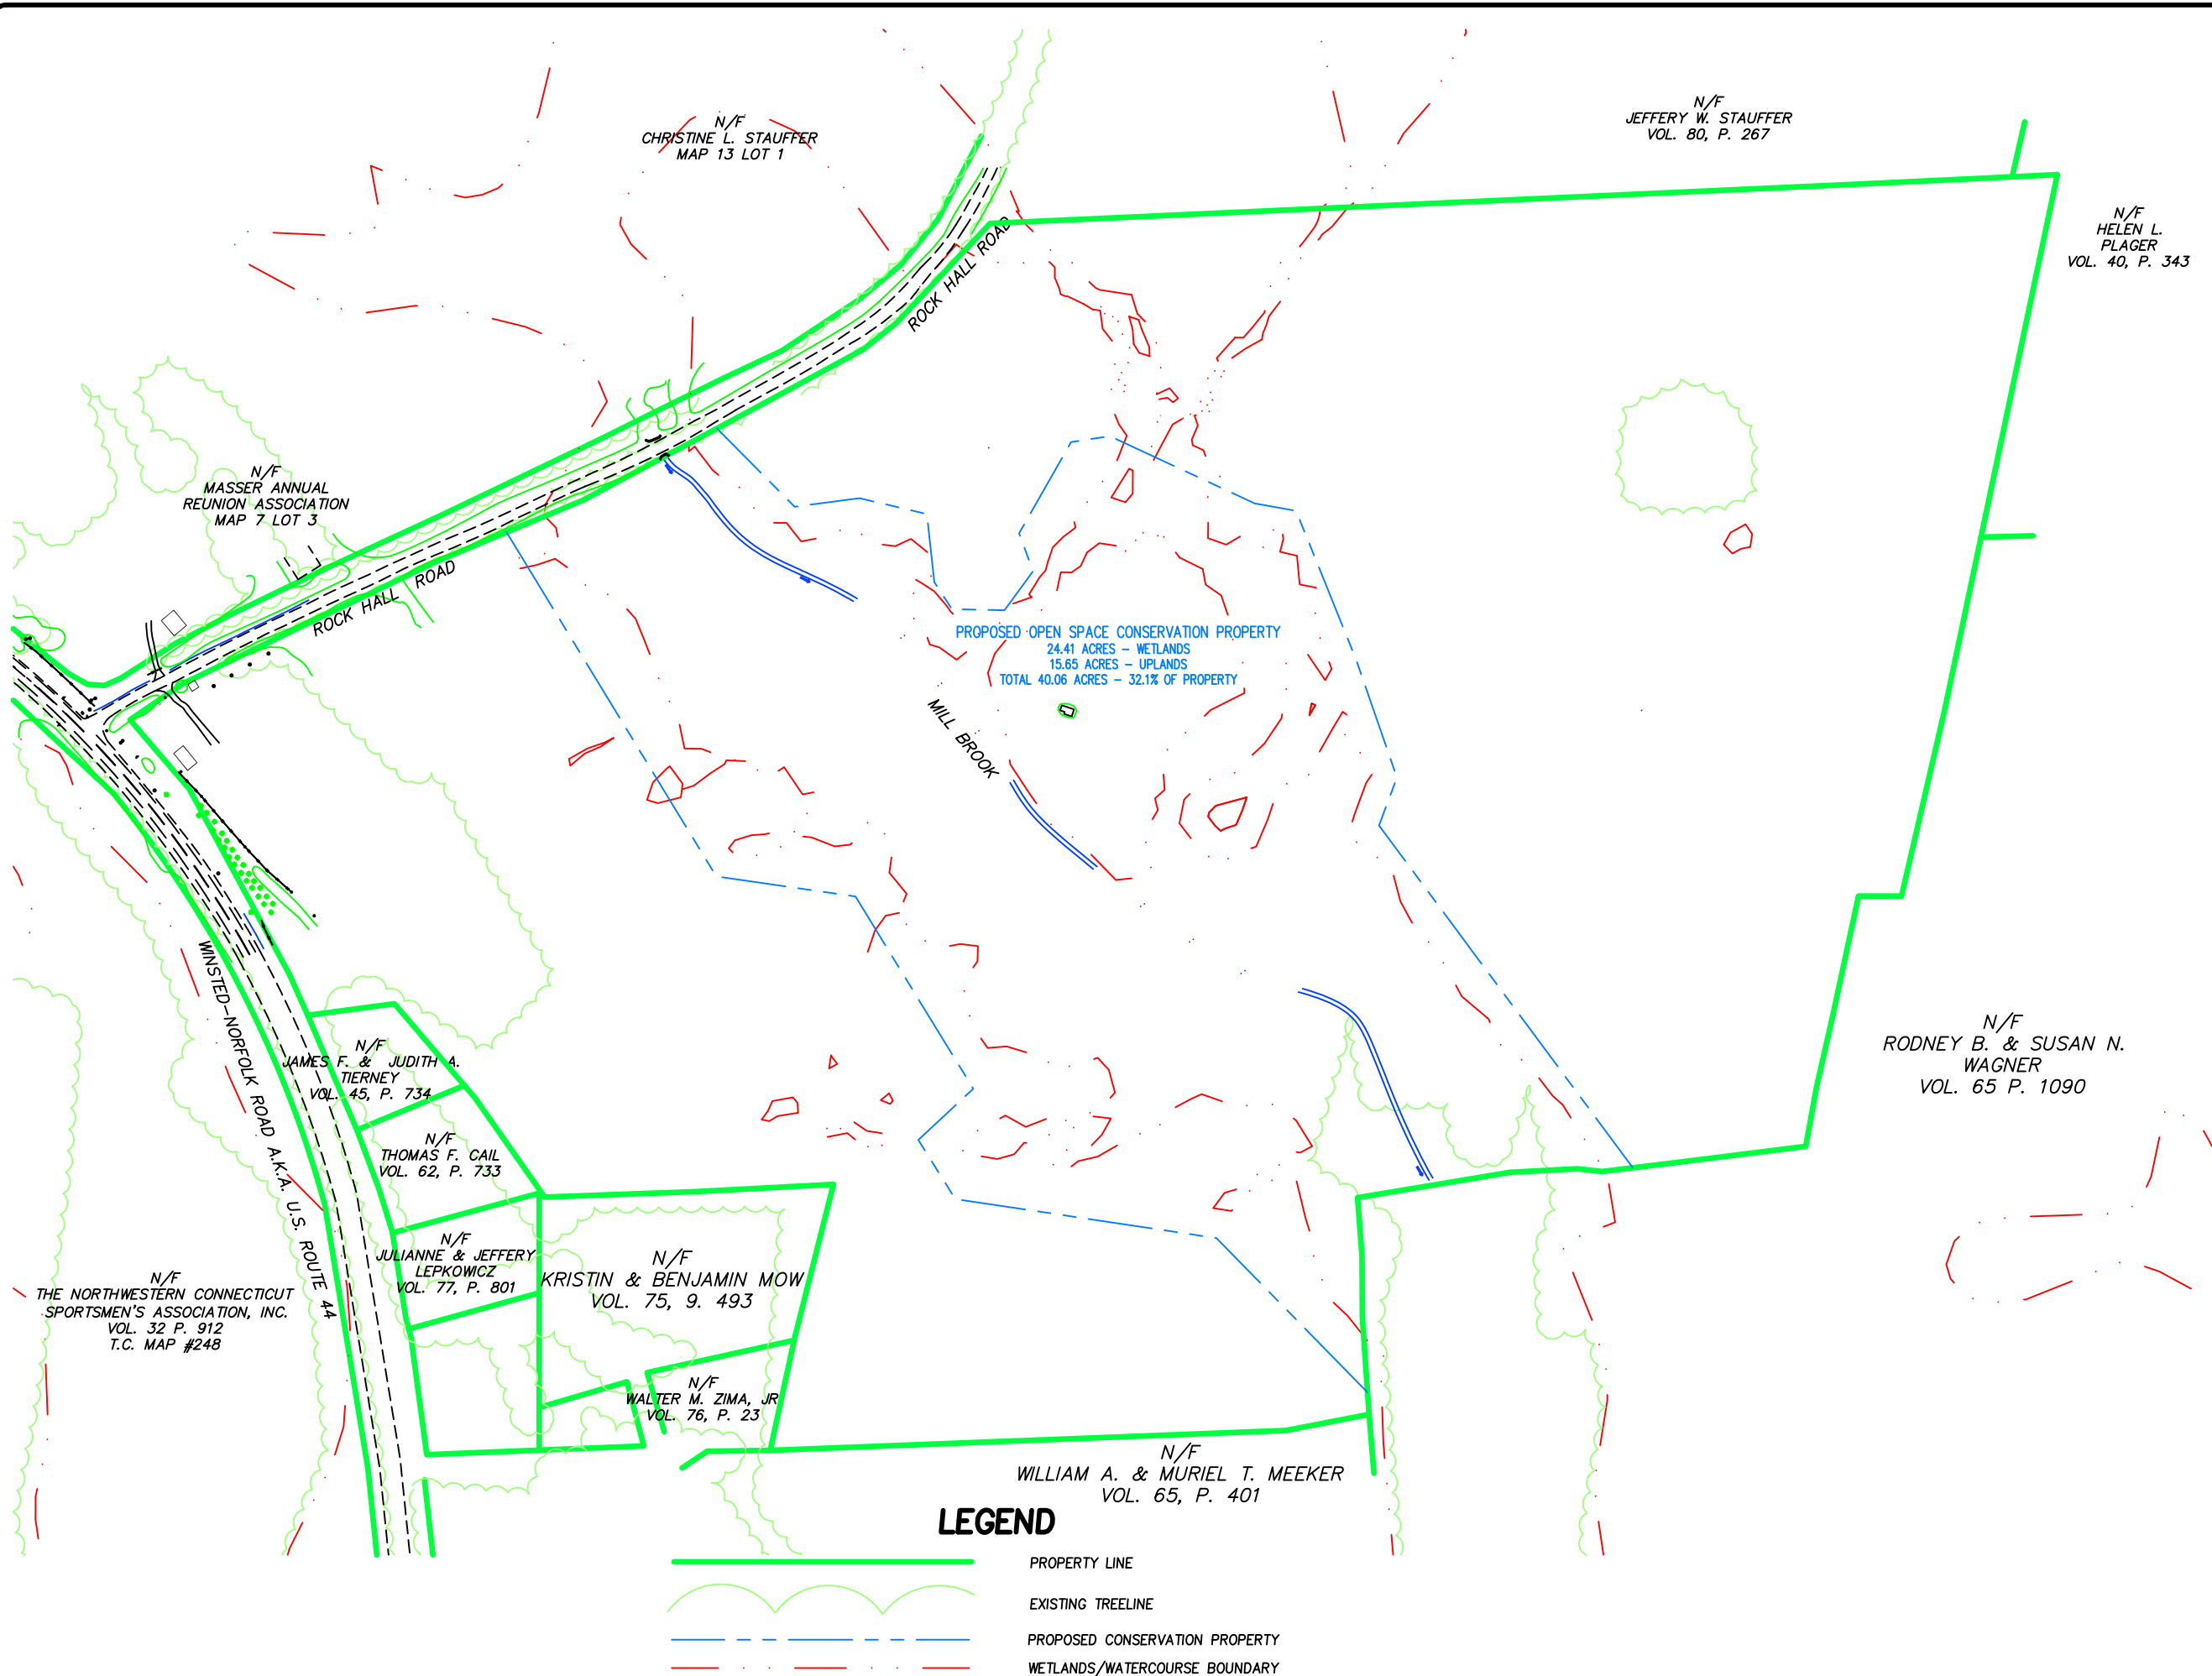 N/F
CHRISTINE L. STAUFFER
MAP 13 LOT 1
N/F
JEFFERY W. STAUFFER
VOL. 80, P. 267
N/F
HELEN L.
PLAGER
VOL. 40, P. 343
ROCK HALL ROAD
N/F
MASSER ANNUAL
REUNION ASSOCIATION
MAP 7 LOT 3
ROCK HALL ROAD
PROPOSED OPEN SPACE CONSERVATION PROPERTY
24.41 ACRES - WETLANDS
15.65 ACRES - UPLANDS
TOTAL 40.06 ACRES - 32.1% OF PROPERTY
MILL BROOK
WINSTED-NORFOLK ROAD A.K.A. U.S. ROUTE 44
N/F
JAMES F. & JUDITH A.
TIERNEY
VOL. 45, P. 734
N/F
RODNEY B. & SUSAN N.
WAGNER
VOL. 65 P. 1090
N/F
THOMAS F. CAIL
VOL. 62, P. 733
N/F
JULIANNE & JEFFERY
LEPKOWICZ
VOL. 77, P. 801
N/F
KRISTIN & BENJAMIN MOW
VOL. 75, 9. 493
N/F
THE NORTHWESTERN CONNECTICUT
SPORTSMEN'S ASSOCIATION, INC.
VOL. 32 P. 912
T.C. MAP #248
N/F
WALTER M. ZIMA, JR
VOL. 76, P. 23
N/F
WILLIAM A. & MURIEL T. MEEKER
VOL. 65, P. 401
LEGEND
PROPERTY LINE
EXISTING TREELINE
PROPOSED CONSERVATION PROPERTY
WETLANDS/WATERCOURSE BOUNDARY